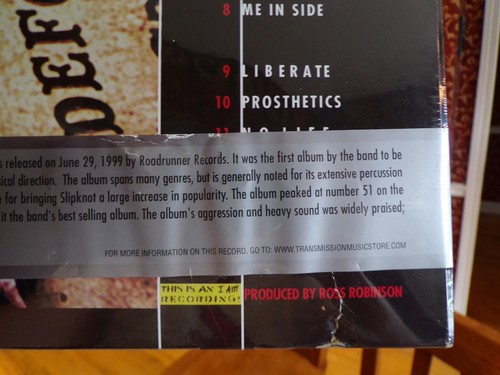 8 ME IN SIDE
9 LIBERATE
10 PROSTHETICS
11 NO LIFE
s released on June 29, 1999 by Roadrunner Records. It was the first album by the band to be
sical direction. The album spans many genres, but is generally noted for its extensive percussion
e for bringing Slipknot a large increase in popularity. The album peaked at number 51 on the
it the band's best selling album. The album's aggression and heavy sound was widely praised;
FOR MORE INFORMATION ON THIS RECORD, GO TO: WWW.TRANSMISSIONMUSICSTORE.COM
THIS IS AN I AM
RECORDING!
PRODUCED BY ROSS ROBINSON